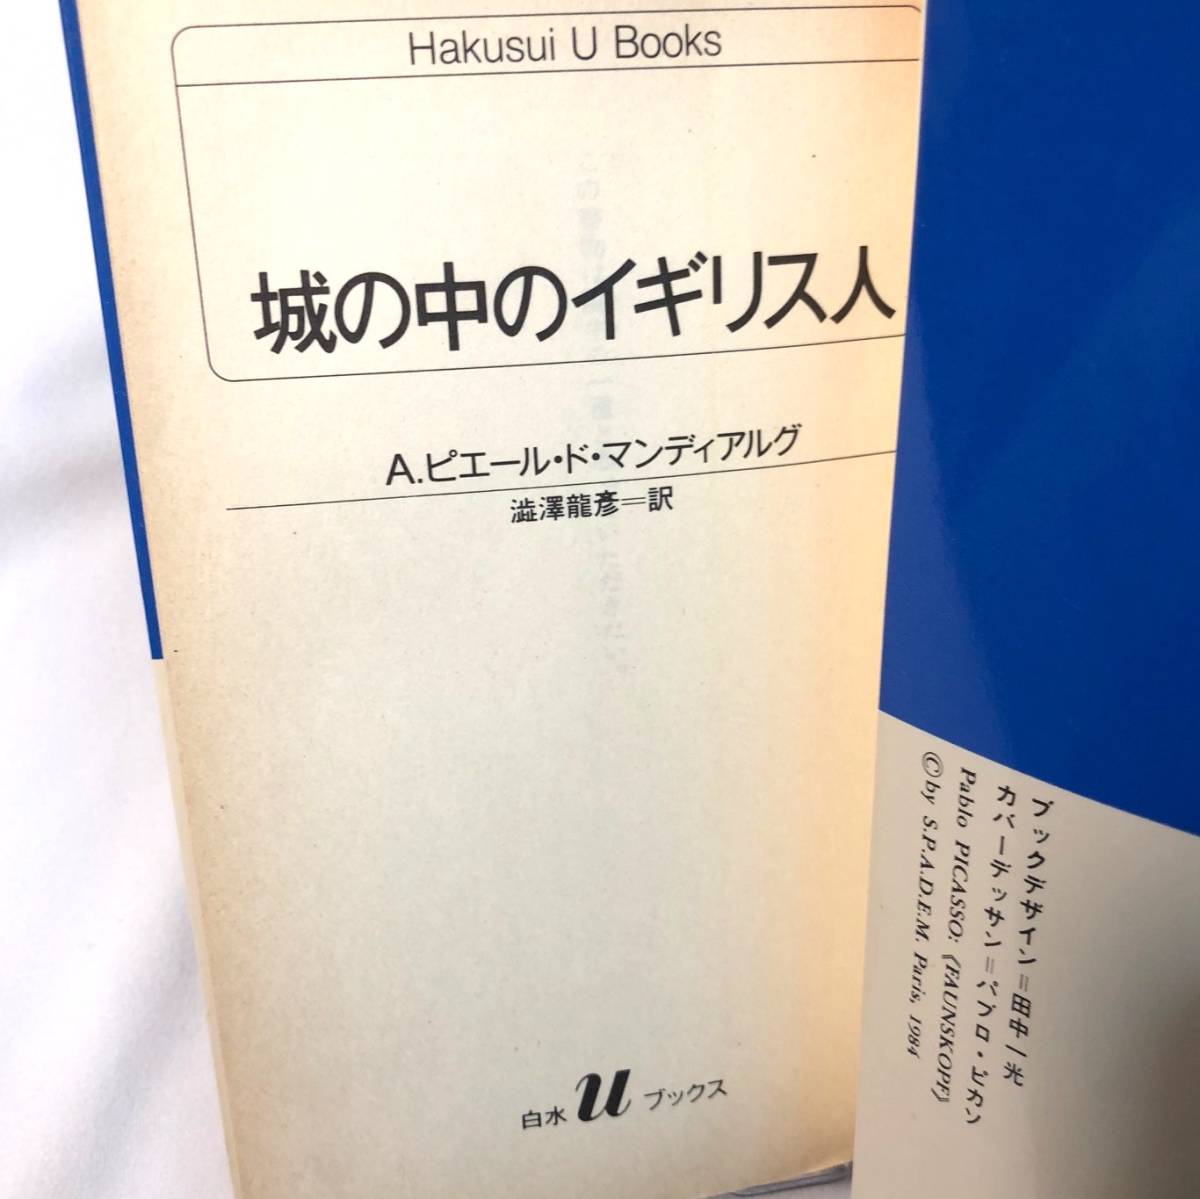 Hakusui U Books
城の中のイギリス人
A.ピエール・ド・マンディアルグ
澁澤龍彥=訳
白水 u ブックス
ブックデザイン=田中一光
カバーデッサン=パブロ・ピカソ
Pablo PICASSO: 《FAUNSKOPE》
©by S.P.A.D.E.M. Paris, 1984